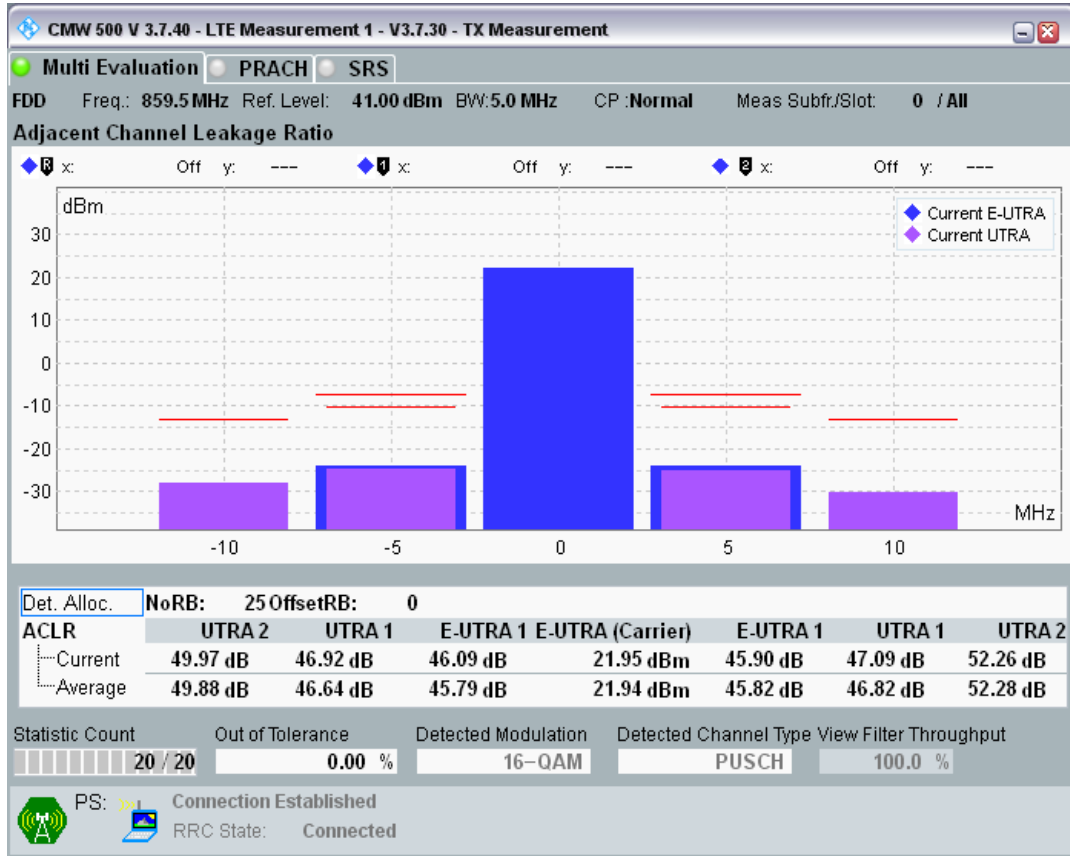 CMW 500 V 3.7.40 - LTE Measurement 1 - V3.7.30 - TX Measurement
Multi Evaluation PRACH SRS
FDD Freq.: 859.5 MHz Ref. Level: 41.00 dBm BW: 5.0 MHz CP : Normal Meas Subfr./Slot: 0 / All
Adjacent Channel Leakage Ratio
R x: Off y: --- 1 x: Off y: --- 2 x: Off y: ---
dBm
Current E-UTRA
Current UTRA
30
20
10
0
-10
-20
-30
MHz
-10 -5 0 5 10
Det. Alloc. NoRB: 25 OffsetRB: 0
ACLR UTRA 2 UTRA 1 E-UTRA 1 E-UTRA (Carrier) E-UTRA 1 UTRA 1 UTRA 2
Current 49.97 dB 46.92 dB 46.09 dB 21.95 dBm 45.90 dB 47.09 dB 52.26 dB
Average 49.88 dB 46.64 dB 45.79 dB 21.94 dBm 45.82 dB 46.82 dB 52.28 dB
Statistic Count Out of Tolerance Detected Modulation Detected Channel Type View Filter Throughput
20 / 20 0.00 % 16-QAM PUSCH 100.0 %
PS: Connection Established
RRC State: Connected